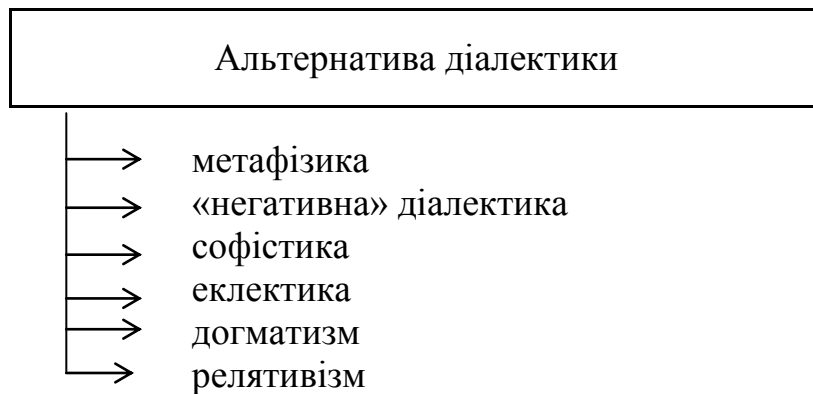 Альтернатива діалектики
метафізика
«негативна» діалектика
софістика
еклектика
догматизм
релятивізм